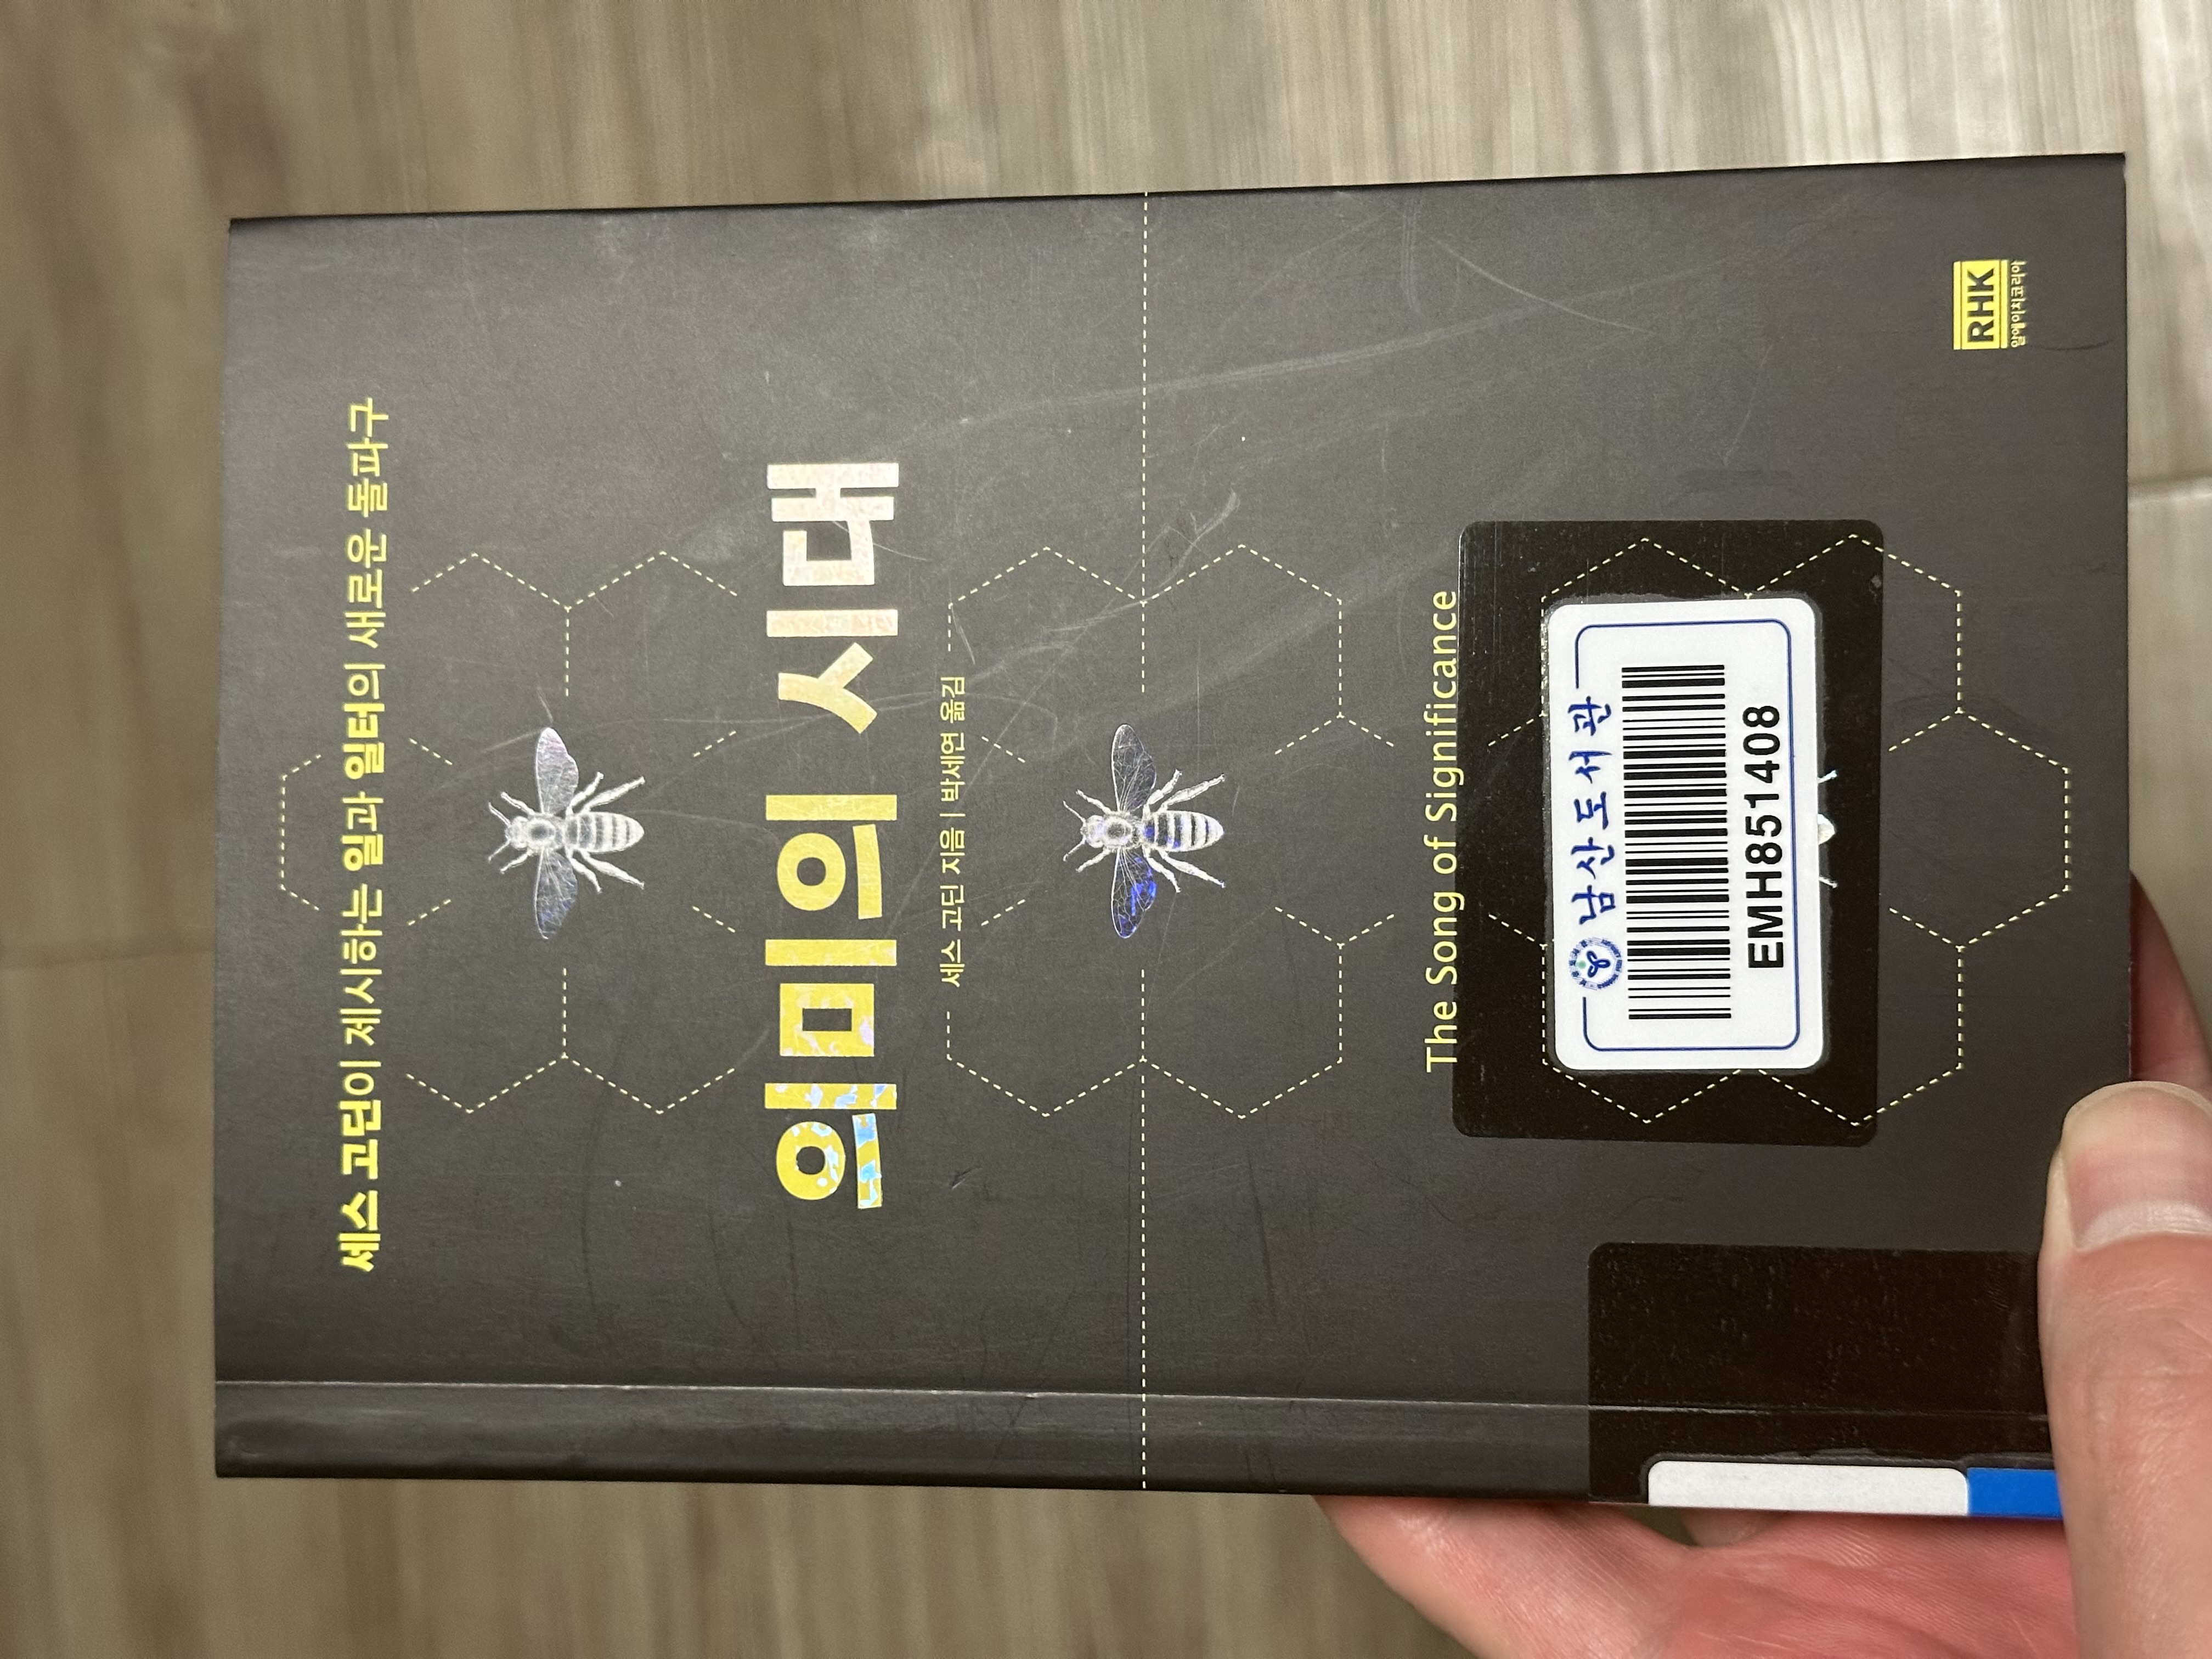 세스 고딘이 제시하는 일과 일터의 새로운 돌파구
의미의 시대
세스 고딘 지음 | 박세연 옮김
The Song of Significance
남산도서관
EMH851408
RHK
알에이치코리아